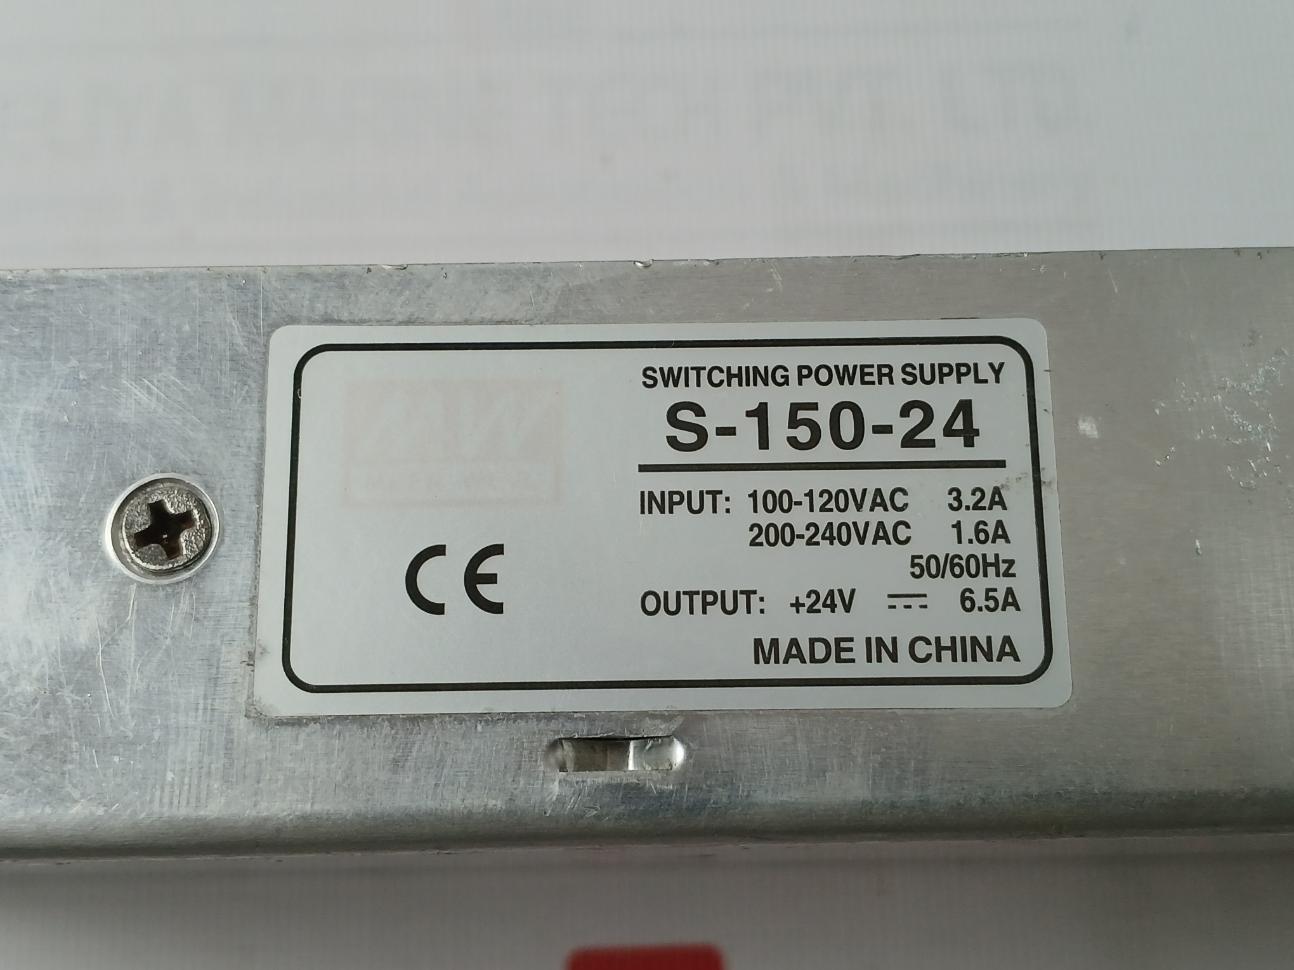 SWITCHING POWER SUPPLY
S-150-24
INPUT: 100-120VAC 3.2A
200-240VAC 1.6A
50/60Hz
CE
OUTPUT: +24V ⎓ 6.5A
MADE IN CHINA